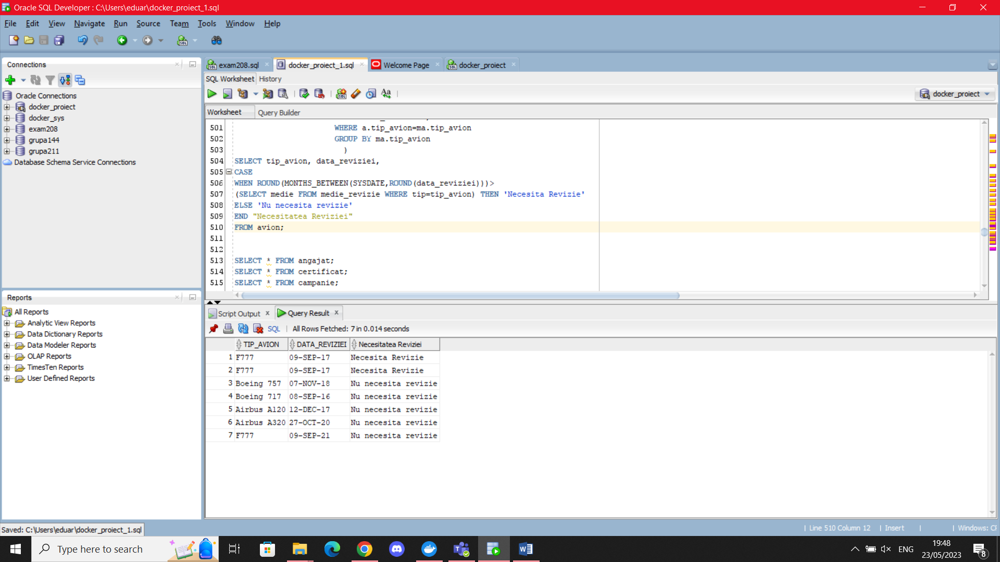 Oracle SQL Developer : C:\Users\eduar\docker_proiect_1.sql
File Edit View Navigate Run Source Team Tools Window Help
Connections
Oracle Connections
docker_proiect
docker_sys
exam208
grupa144
grupa211
Database Schema Service Connections
Reports
All Reports
Analytic View Reports
Data Dictionary Reports
Data Modeler Reports
OLAP Reports
TimesTen Reports
User Defined Reports
exam208.sql docker_proiect_1.sql Welcome Page docker_proiect
SQL Worksheet History
docker_proiect
Worksheet Query Builder
501 WHERE a.tip_avion=ma.tip_avion
502 GROUP BY ma.tip_avion
503 )
504 SELECT tip_avion, data_reviziei,
505 CASE
506 WHEN ROUND(MONTHS_BETWEEN(SYSDATE,ROUND(data_reviziei)))>
507 (SELECT medie FROM medie_revizie WHERE tip=tip_avion) THEN 'Necesita Revizie'
508 ELSE 'Nu necesita revizie'
509 END "Necesitatea Reviziei"
510 FROM avion;
511
512
513 SELECT * FROM angajat;
514 SELECT * FROM certificat;
515 SELECT * FROM campanie;
Script Output Query Result
SQL All Rows Fetched: 7 in 0.014 seconds
TIP_AVION DATA_REVIZIEI Necesitatea Reviziei
1 F777 09-SEP-17 Necesita Revizie
2 F777 09-SEP-17 Necesita Revizie
3 Boeing 757 07-NOV-18 Nu necesita revizie
4 Boeing 717 08-SEP-16 Nu necesita revizie
5 Airbus A120 12-DEC-17 Nu necesita revizie
6 Airbus A320 27-OCT-20 Nu necesita revizie
7 F777 09-SEP-21 Nu necesita revizie
Saved: C:\Users\eduar\docker_proiect_1.sql
Line 510 Column 12 Insert Windows:
Type here to search
ENG
19:48
23/05/2023
8